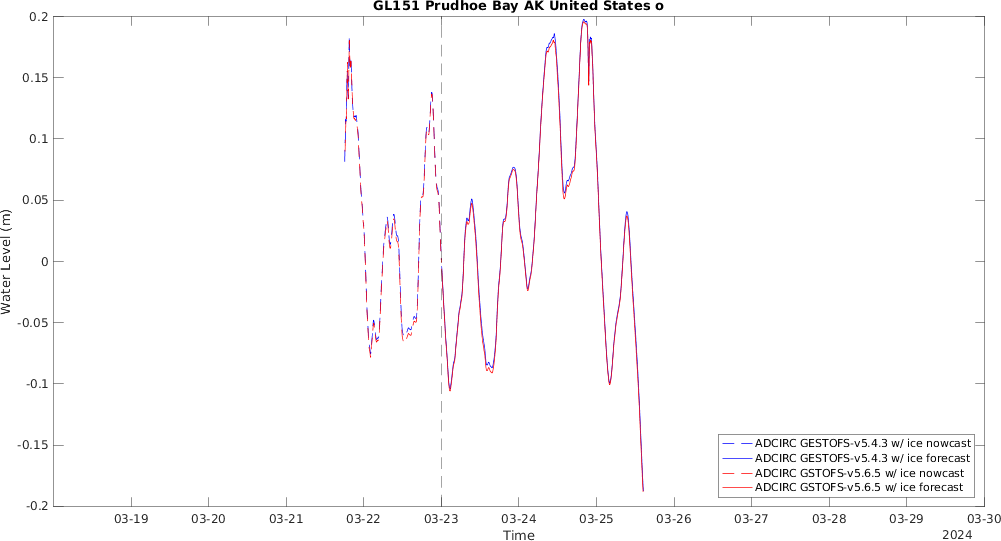 GL151 Prudhoe Bay AK United States o
0.2
0.15
0.1
0.05
0
-0.05
-0.1
-0.15
-0.2
Water Level (m)
ADCIRC GESTOFS-v5.4.3 w/ ice nowcast
ADCIRC GESTOFS-v5.4.3 w/ ice forecast
ADCIRC GSTOFS-v5.6.5 w/ ice nowcast
ADCIRC GSTOFS-v5.6.5 w/ ice forecast
03-19 03-20 03-21 03-22 03-23 03-24 03-25 03-26 03-27 03-28 03-29 03-30
Time
2024